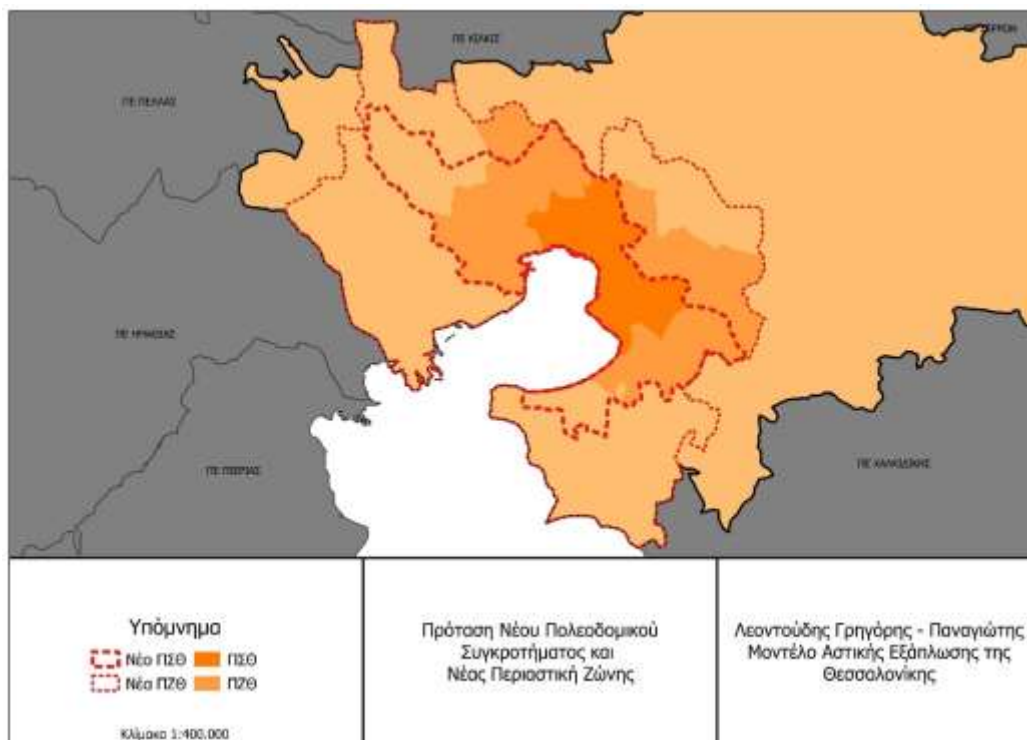 ΠΕ ΚΙΛΚΙΣ
ΠΕ ΠΕΛΛΑΣ
ΠΕ ΗΜΑΘΙΑΣ
ΠΕ ΠΙΕΡΙΑΣ
ΠΕ ΧΑΛΚΙΔΙΚΗΣ
Υπόμνημα
Νέο ΠΣΘ ΠΣΘ
Νέα ΠΖΘ ΠΖΘ
Κλίμακα 1:400.000
Πρόταση Νέου Πολεοδομικού
Συγκροτήματος και
Νέας Περιαστική Ζώνης
Λεοντούδης Γρηγόρης - Παναγιώτης
Μοντέλο Αστικής Εξάπλωσης της
Θεσσαλονίκης